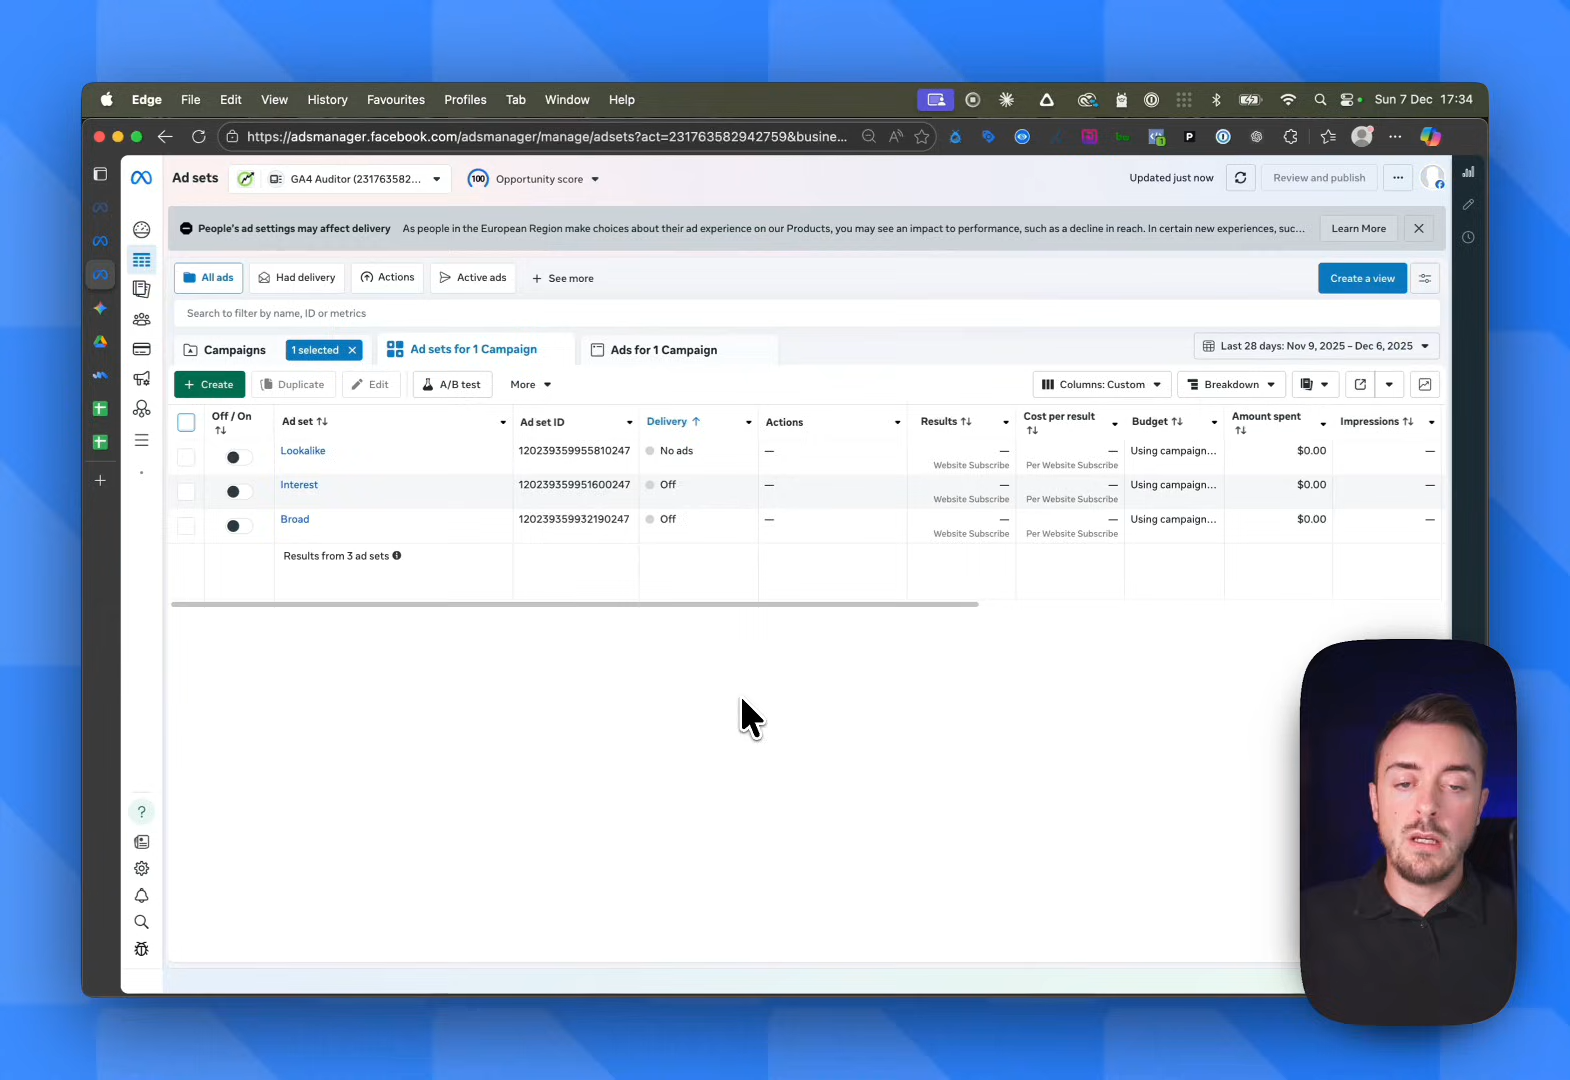 Edge File Edit View History Favourites Profiles Tab Window Help Sun 7 Dec 17:34
https://adsmanager.facebook.com/adsmanager/manage/adsets?act=231763582942759&busine...
Ad sets GA4 Auditor (231763582... 100 Opportunity score Updated just now Review and publish
People's ad settings may affect delivery As people in the European Region make choices about their ad experience on our Products, you may see an impact to performance, such as a decline in reach. In certain new experiences, suc... Learn More
All ads Had delivery Actions Active ads + See more Create a view
Search to filter by name, ID or metrics
Campaigns 1 selected Ad sets for 1 Campaign Ads for 1 Campaign Last 28 days: Nov 9, 2025 – Dec 6, 2025
+ Create Duplicate Edit A/B test More Columns: Custom Breakdown
Off / On Ad set Ad set ID Delivery Actions Results Cost per result Budget Amount spent Impressions
Lookalike 120239359955810247 No ads — — — Using campaign... $0.00 —
Website Subscribe Per Website Subscribe
Interest 120239359951600247 Off — — — Using campaign... $0.00 —
Website Subscribe Per Website Subscribe
Broad 120239359932190247 Off — — — Using campaign... $0.00 —
Website Subscribe Per Website Subscribe
Results from 3 ad sets